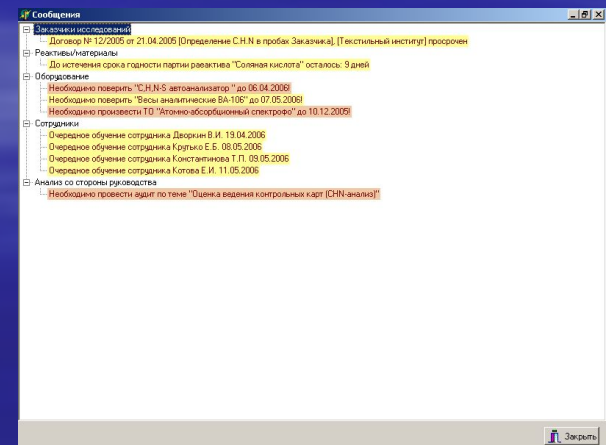 Сообщения
Заказчики исследований
Договор № 12/2005 от 21.04.2005 [Определение C.H.N в пробах Заказчика], [Текстильный институт] просрочен
Реактивы/материалы
До истечения срока годности партии раеактива "Соляная кислота" осталось: 9 дней
Оборудование
Необходимо поверить "C,H,N-S автоанализатор " до 06.04.2006!
Необходимо поверить "Весы аналитические ВА-106" до 07.05.2006!
Необходимо произвести ТО "Атомно-абсорбционный спектрофо" до 10.12.2005!
Сотрудники
Очередное обучение сотрудника Дворкин В.И. 19.04.2006
Очередное обучение сотрудника Крутько Е.Б. 08.05.2006
Очередное обучение сотрудника Константинова Т.П. 09.05.2006
Очередное обучение сотрудника Котова Е.И. 11.05.2006
Анализ со стороны руководства
Необходимо провести аудит по теме "Оценка ведения контрольных карт (CHN-анализ)"
Закрыть